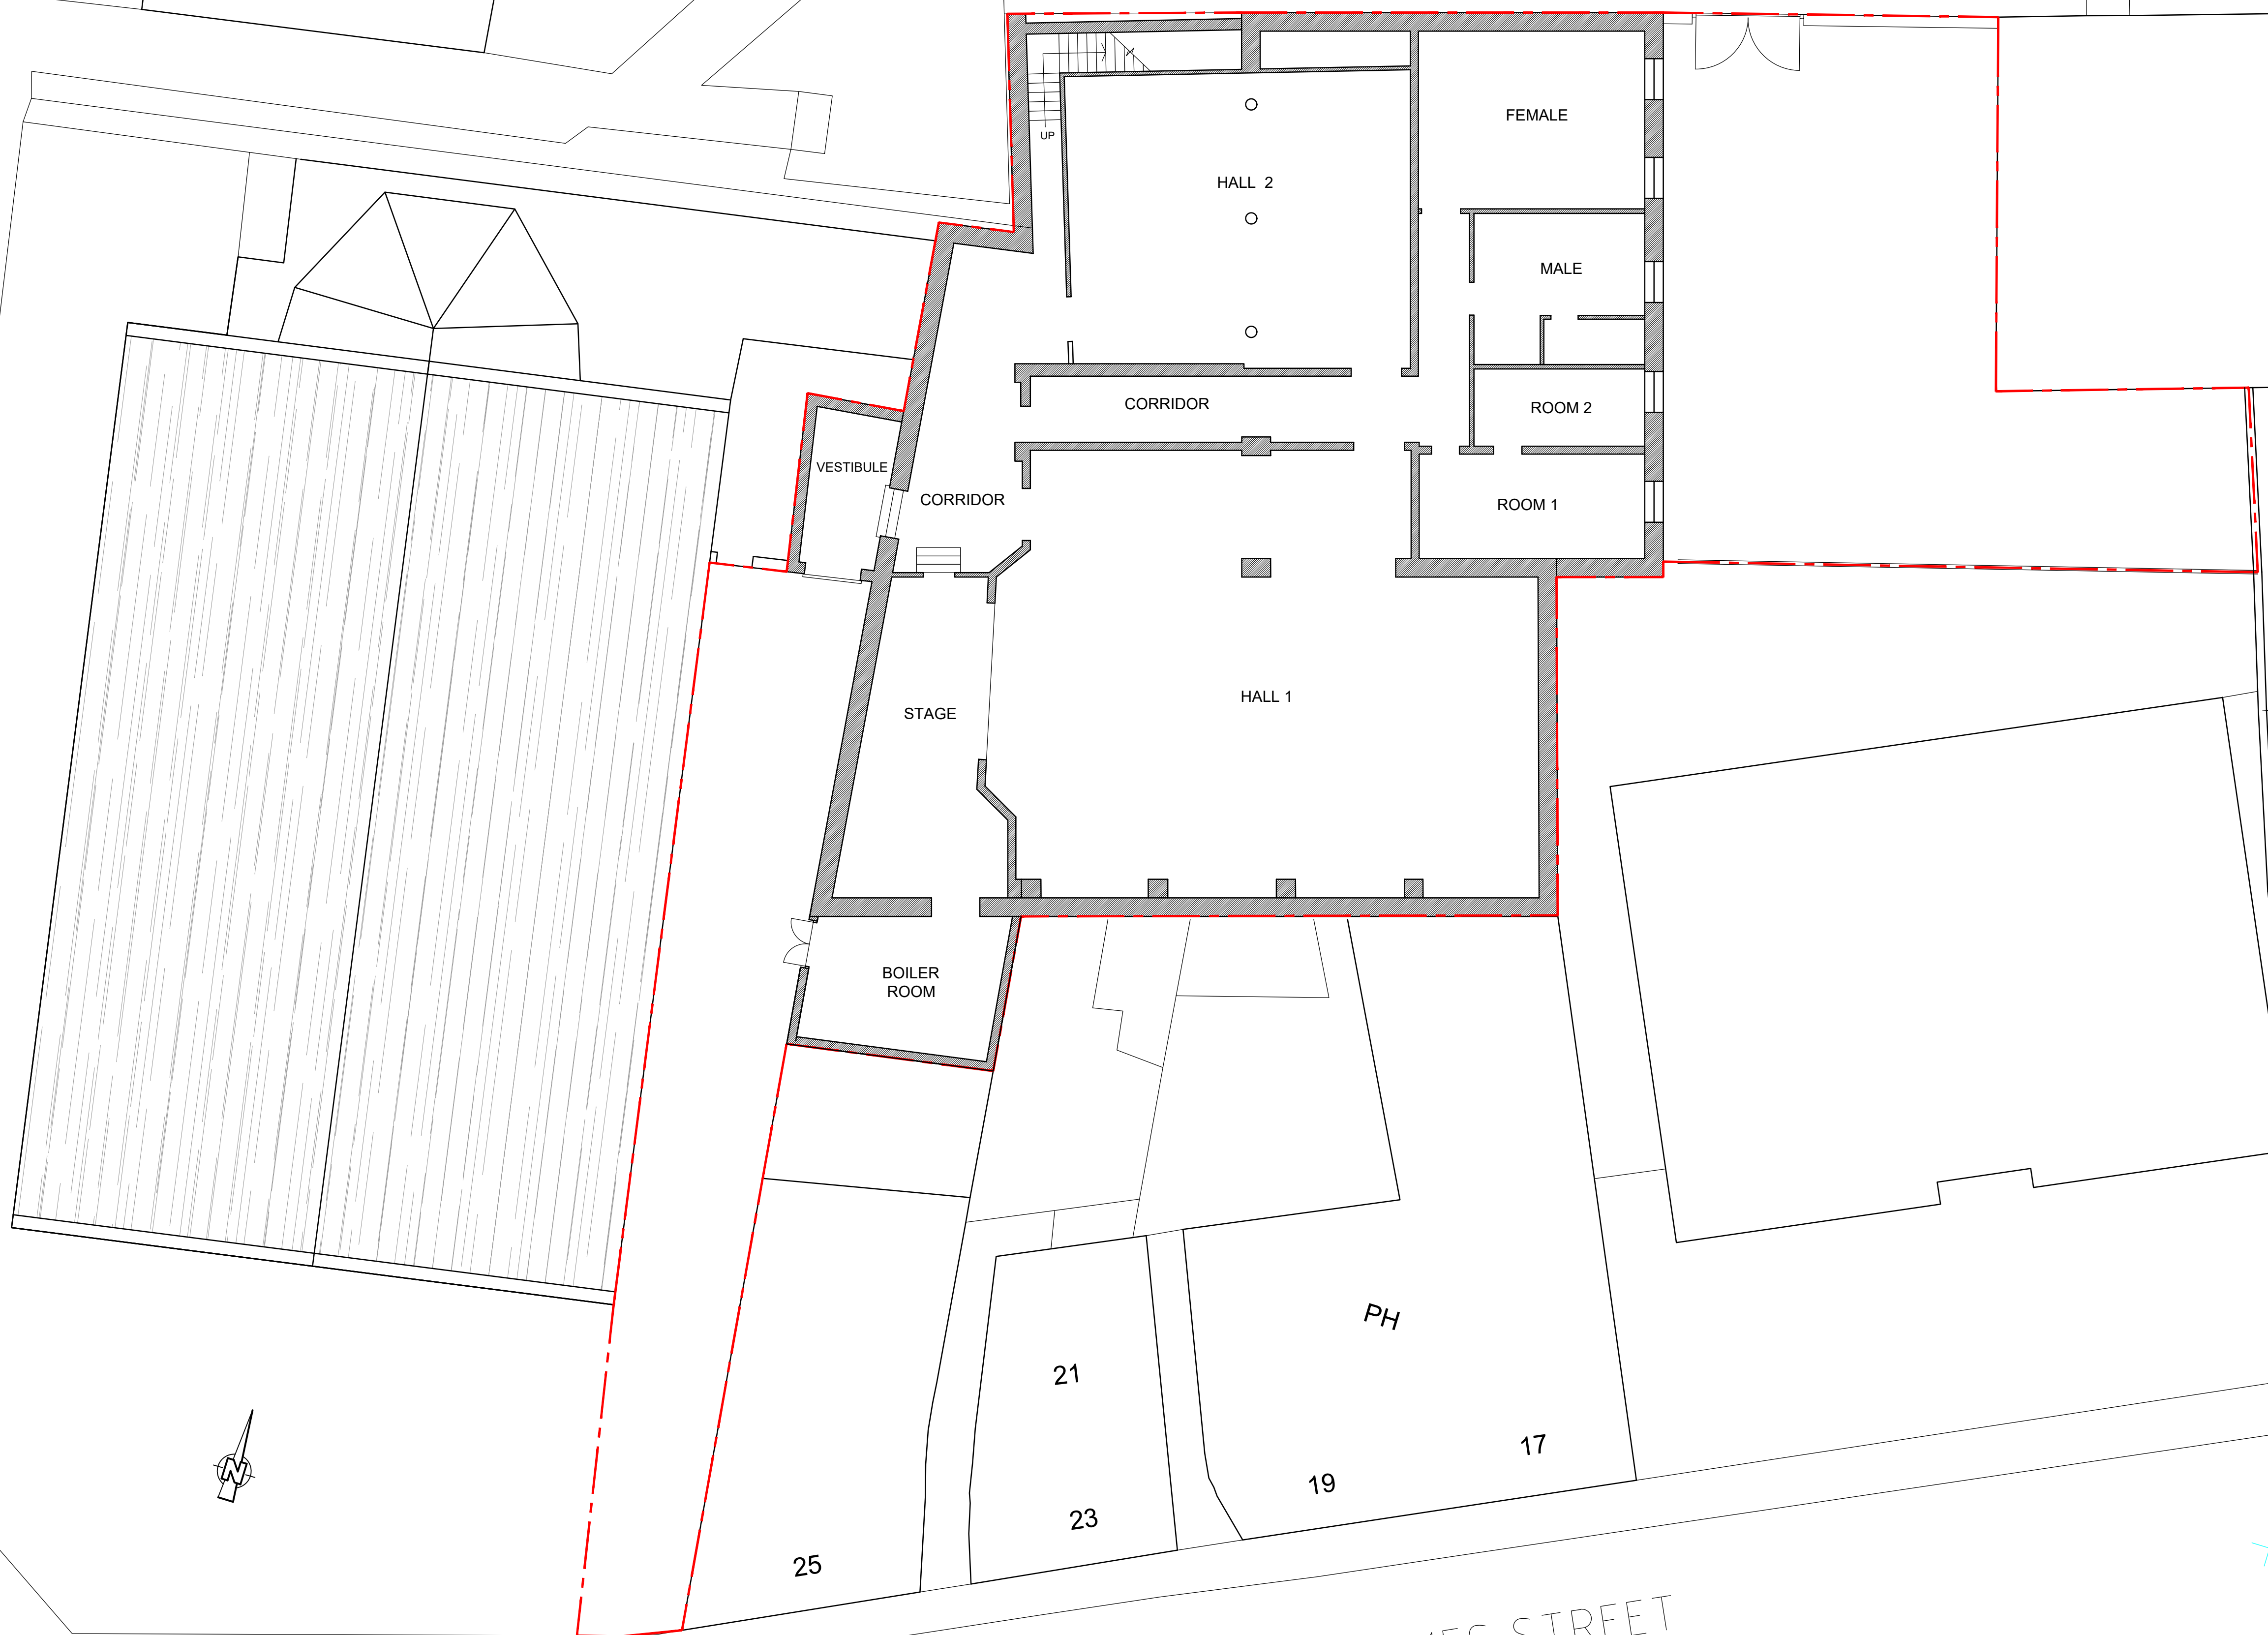 UP
FEMALE
HALL 2
MALE
CORRIDOR
ROOM 2
VESTIBULE
CORRIDOR
ROOM 1
STAGE
HALL 1
BOILER
ROOM
PH
21
17
19
23
25
N
STREET